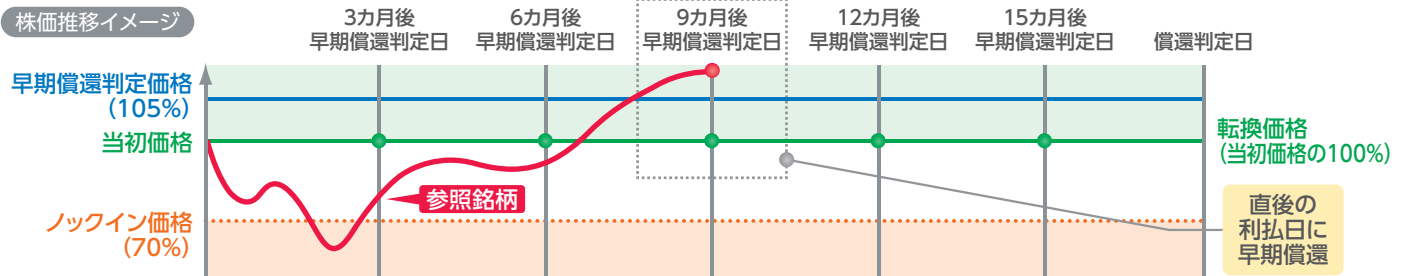 株価推移イメージ
3カ月後
早期償還判定日
6カ月後
早期償還判定日
9カ月後
早期償還判定日
12カ月後
早期償還判定日
15カ月後
早期償還判定日
償還判定日
早期償還判定価格
(105%)
当初価格
転換価格
(当初価格の100%)
参照銘柄
ノックイン価格
(70%)
直後の
利払日に
早期償還